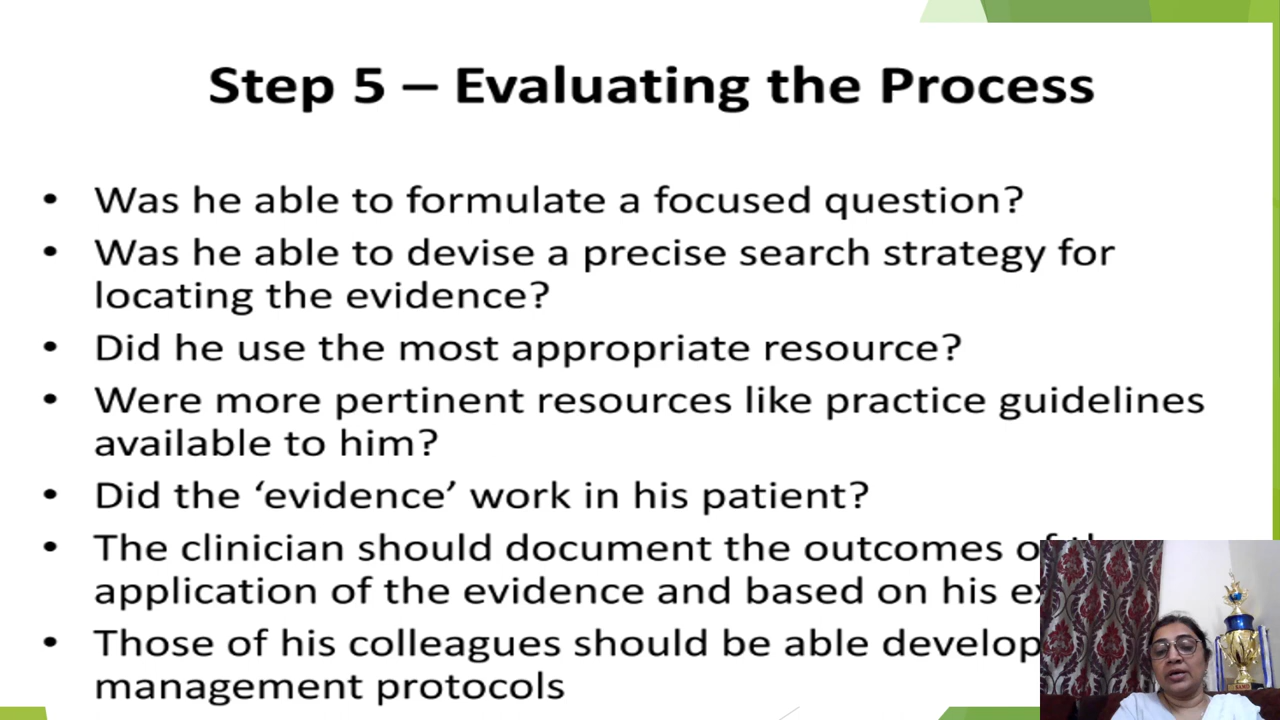 Step 5 – Evaluating the Process
• Was he able to formulate a focused question?
• Was he able to devise a precise search strategy for
locating the evidence?
• Did he use the most appropriate resource?
• Were more pertinent resources like practice guidelines
available to him?
• Did the ‘evidence’ work in his patient?
• The clinician should document the outcomes
application of the evidence and based on his
• Those of his colleagues should be able develop
management protocols